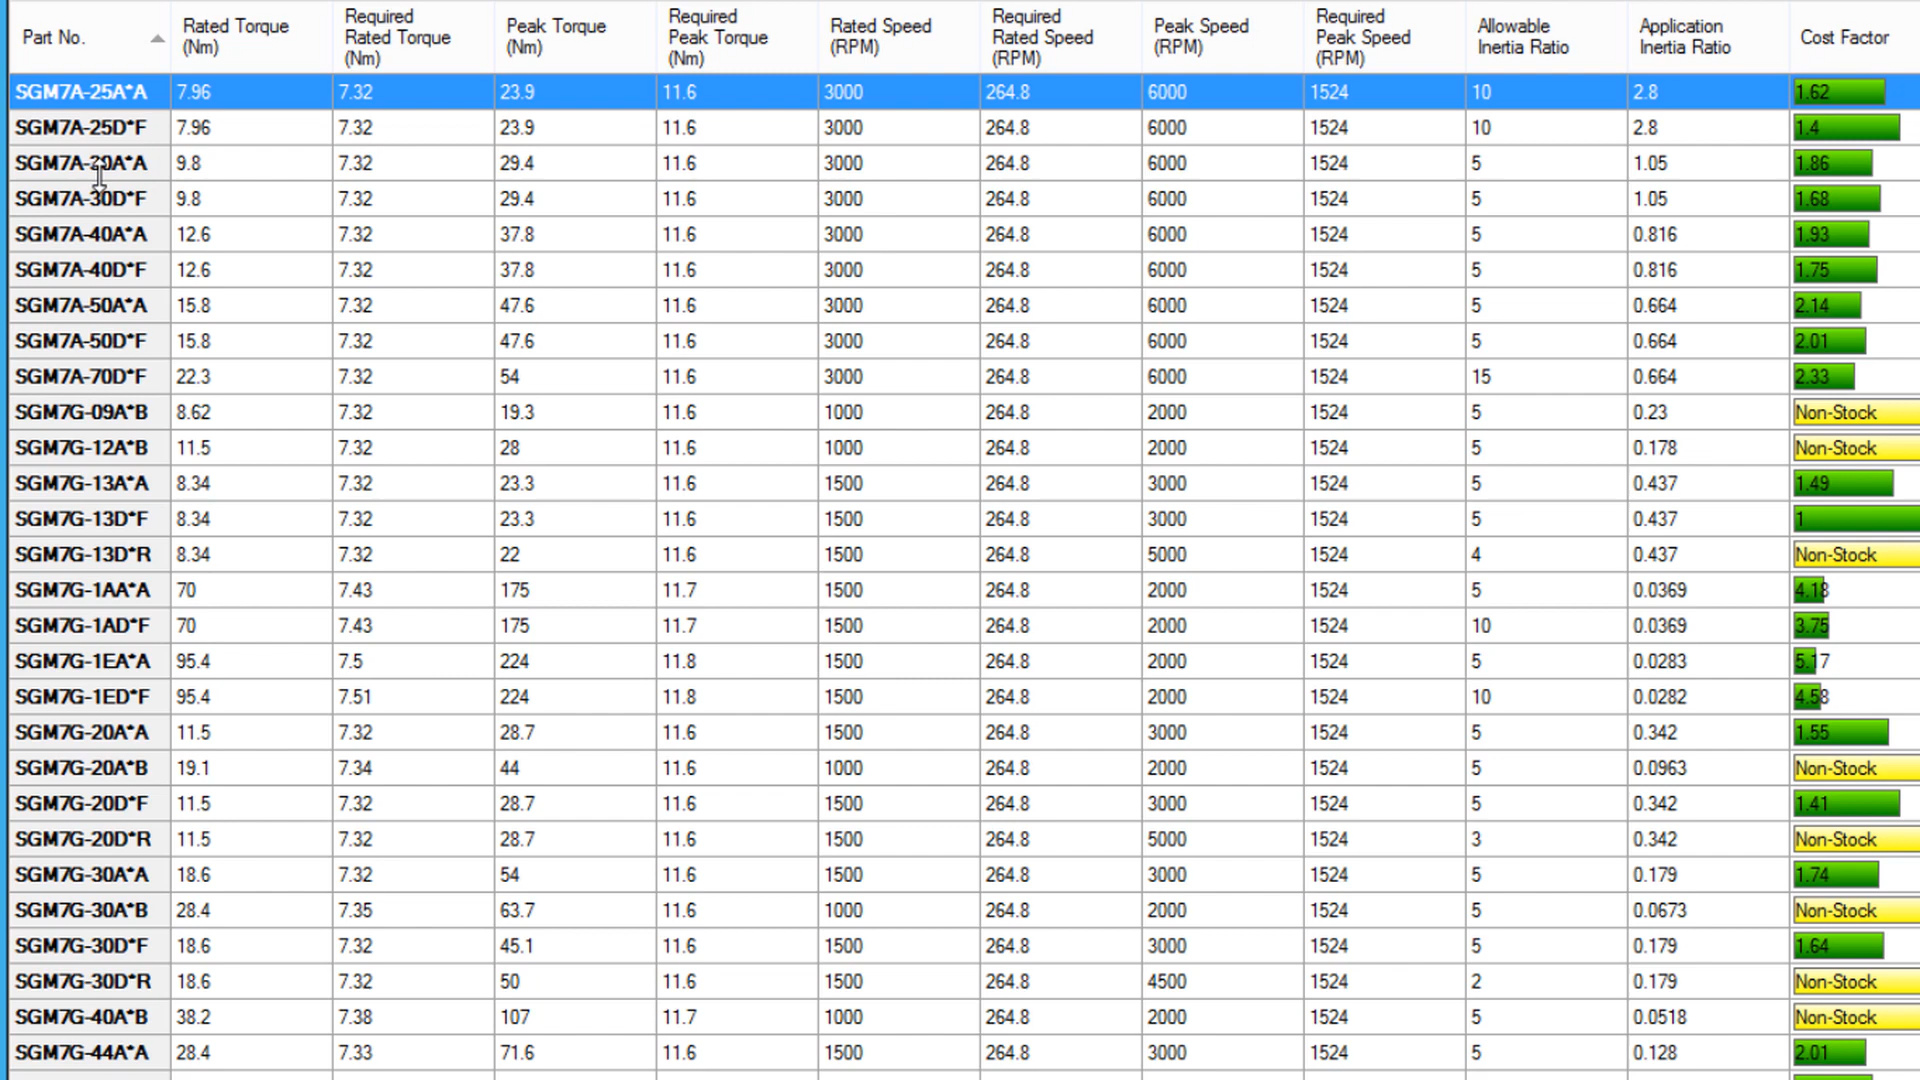 Part No. Rated Torque (Nm) Required Rated Torque (Nm) Peak Torque (Nm) Required Peak Torque (Nm) Rated Speed (RPM) Required Rated Speed (RPM) Peak Speed (RPM) Required Peak Speed (RPM) Allowable Inertia Ratio Application Inertia Ratio Cost Factor
SGM7A-25A*A 7.96 7.32 23.9 11.6 3000 264.8 6000 1524 10 2.8 1.62
SGM7A-25D*F 7.96 7.32 23.9 11.6 3000 264.8 6000 1524 10 2.8 1.4
SGM7A-30A*A 9.8 7.32 29.4 11.6 3000 264.8 6000 1524 5 1.05 1.86
SGM7A-30D*F 9.8 7.32 29.4 11.6 3000 264.8 6000 1524 5 1.05 1.68
SGM7A-40A*A 12.6 7.32 37.8 11.6 3000 264.8 6000 1524 5 0.816 1.93
SGM7A-40D*F 12.6 7.32 37.8 11.6 3000 264.8 6000 1524 5 0.816 1.75
SGM7A-50A*A 15.8 7.32 47.6 11.6 3000 264.8 6000 1524 5 0.664 2.14
SGM7A-50D*F 15.8 7.32 47.6 11.6 3000 264.8 6000 1524 5 0.664 2.01
SGM7A-70D*F 22.3 7.32 54 11.6 3000 264.8 6000 1524 15 0.664 2.33
SGM7G-09A*B 8.62 7.32 19.3 11.6 1000 264.8 2000 1524 5 0.23 Non-Stock
SGM7G-12A*B 11.5 7.32 28 11.6 1000 264.8 2000 1524 5 0.178 Non-Stock
SGM7G-13A*A 8.34 7.32 23.3 11.6 1500 264.8 3000 1524 5 0.437 1.49
SGM7G-13D*F 8.34 7.32 23.3 11.6 1500 264.8 3000 1524 5 0.437 1
SGM7G-13D*R 8.34 7.32 22 11.6 1500 264.8 5000 1524 4 0.437 Non-Stock
SGM7G-1AA*A 70 7.43 175 11.7 1500 264.8 2000 1524 5 0.0369 4.18
SGM7G-1AD*F 70 7.43 175 11.7 1500 264.8 2000 1524 10 0.0369 3.75
SGM7G-1EA*A 95.4 7.5 224 11.8 1500 264.8 2000 1524 5 0.0283 5.17
SGM7G-1ED*F 95.4 7.51 224 11.8 1500 264.8 2000 1524 10 0.0282 4.58
SGM7G-20A*A 11.5 7.32 28.7 11.6 1500 264.8 3000 1524 5 0.342 1.55
SGM7G-20A*B 19.1 7.34 44 11.6 1000 264.8 2000 1524 5 0.0963 Non-Stock
SGM7G-20D*F 11.5 7.32 28.7 11.6 1500 264.8 3000 1524 5 0.342 1.41
SGM7G-20D*R 11.5 7.32 28.7 11.6 1500 264.8 5000 1524 3 0.342 Non-Stock
SGM7G-30A*A 18.6 7.32 54 11.6 1500 264.8 3000 1524 5 0.179 1.74
SGM7G-30A*B 28.4 7.35 63.7 11.6 1000 264.8 2000 1524 5 0.0673 Non-Stock
SGM7G-30D*F 18.6 7.32 45.1 11.6 1500 264.8 3000 1524 5 0.179 1.64
SGM7G-30D*R 18.6 7.32 50 11.6 1500 264.8 4500 1524 2 0.179 Non-Stock
SGM7G-40A*B 38.2 7.38 107 11.7 1000 264.8 2000 1524 5 0.0518 Non-Stock
SGM7G-44A*A 28.4 7.33 71.6 11.6 1500 264.8 3000 1524 5 0.128 2.01